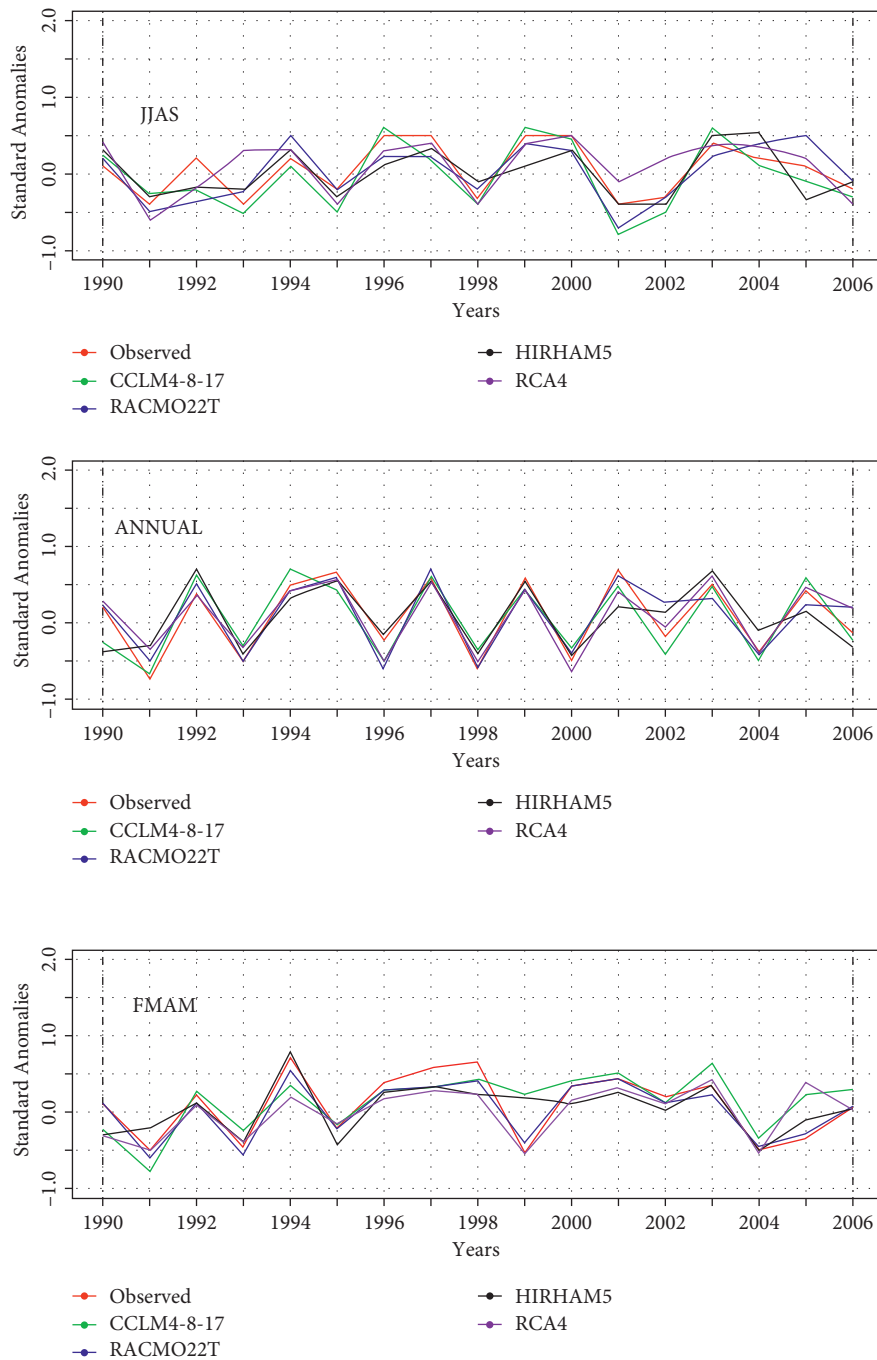 Standard Anomalies
2.0
1.0
0.0
−1.0
JJAS
1990 1992 1994 1996 1998 2000 2002 2004 2006
Years
Observed
CCLM4-8-17
RACMO22T
HIRHAM5
RCA4
Standard Anomalies
2.0
1.0
0.0
−1.0
ANNUAL
1990 1992 1994 1996 1998 2000 2002 2004 2006
Years
Observed
CCLM4-8-17
RACMO22T
HIRHAM5
RCA4
Standard Anomalies
2.0
1.0
0.0
−1.0
FMAM
1990 1992 1994 1996 1998 2000 2002 2004 2006
Years
Observed
CCLM4-8-17
RACMO22T
HIRHAM5
RCA4